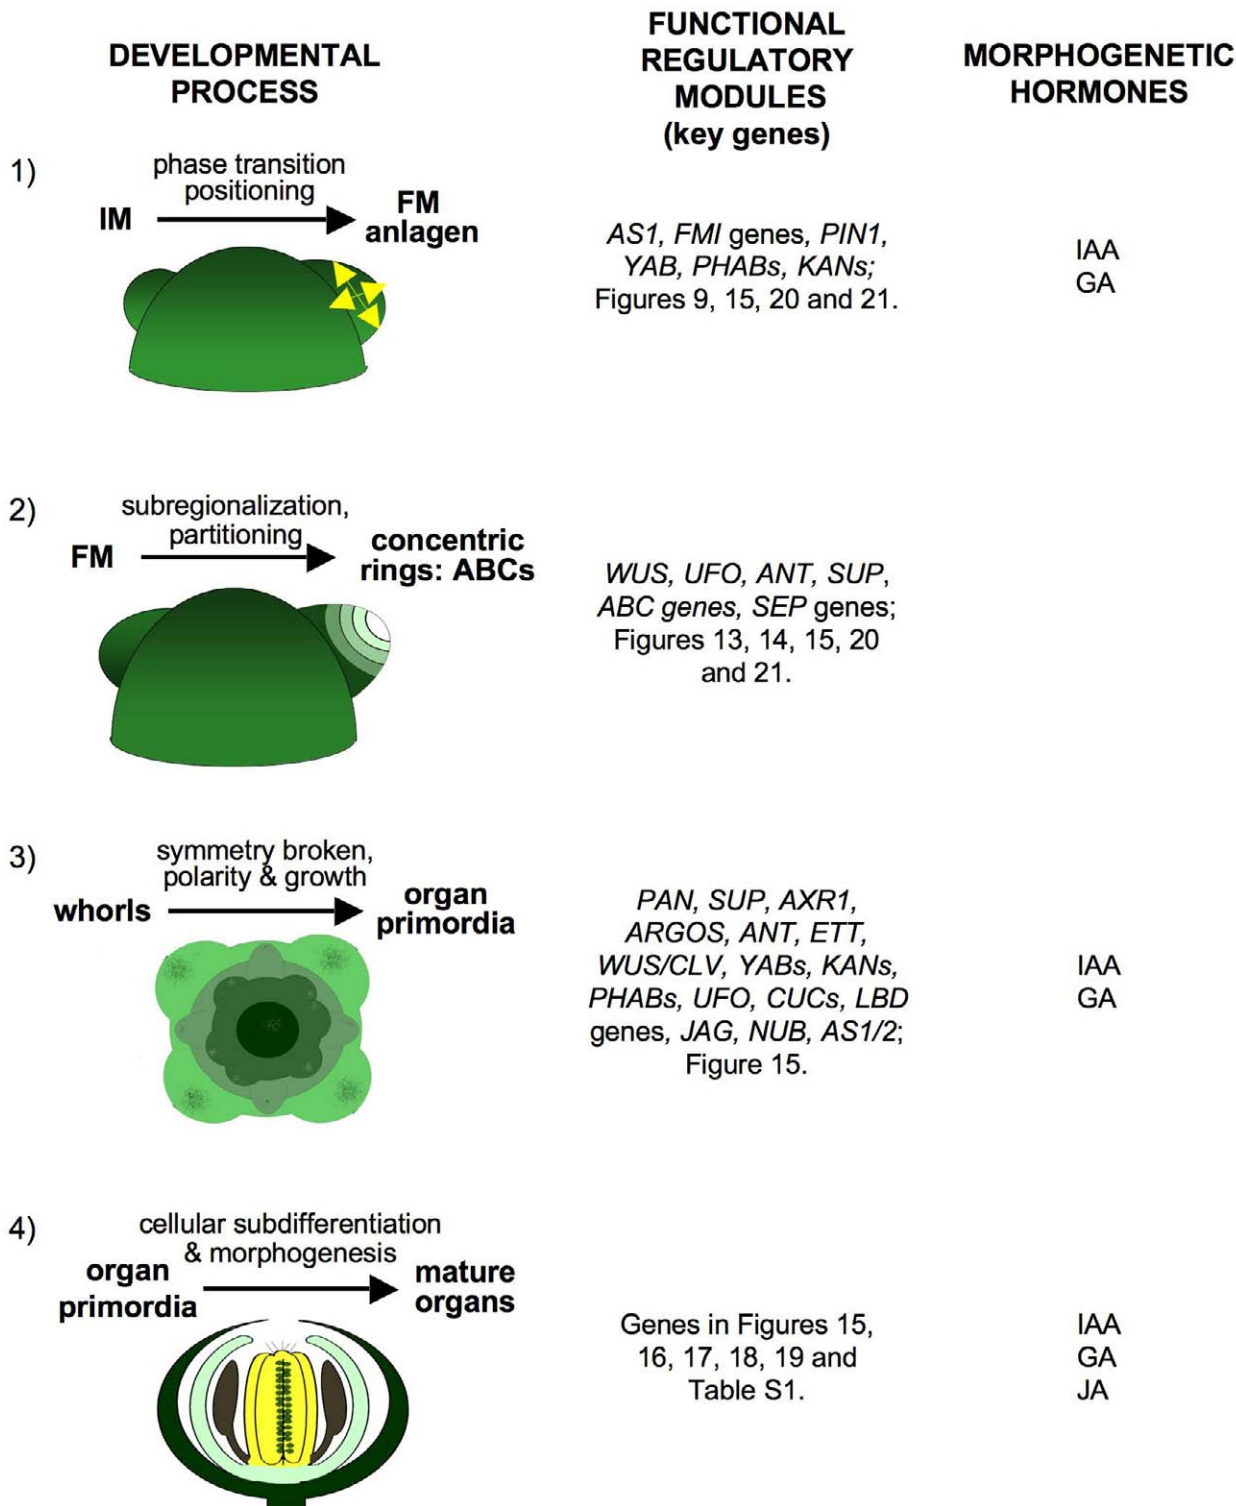 DEVELOPMENTAL
PROCESS
FUNCTIONAL
REGULATORY
MODULES
(key genes)
MORPHOGENETIC
HORMONES
1)
phase transition
positioning
IM
FM
anlagen
AS1, FMI genes, PIN1,
YAB, PHABs, KANs;
Figures 9, 15, 20 and 21.
IAA
GA
2)
subregionalization,
partitioning
FM
concentric
rings: ABCs
WUS, UFO, ANT, SUP,
ABC genes, SEP genes;
Figures 13, 14, 15, 20
and 21.
3)
symmetry broken,
polarity & growth
whorls
organ
primordia
PAN, SUP, AXR1,
ARGOS, ANT, ETT,
WUS/CLV, YABs, KANs,
PHABs, UFO, CUCs, LBD
genes, JAG, NUB, AS1/2;
Figure 15.
IAA
GA
4)
cellular subdifferentiation
& morphogenesis
organ
primordia
mature
organs
Genes in Figures 15,
16, 17, 18, 19 and
Table S1.
IAA
GA
JA